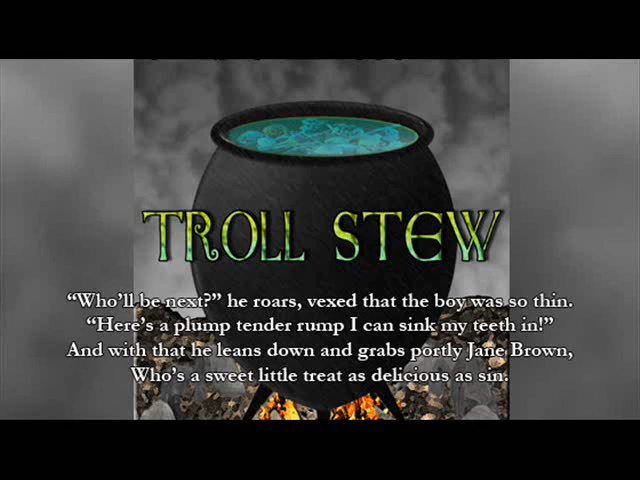 TROLL STEW
“Who’ll be next?” he roars, vexed that the boy was so thin.
“Here’s a plump tender rump I can sink my teeth in!”
And with that he leans down and grabs portly Jane Brown,
Who’s a sweet little treat as delicious as sin.